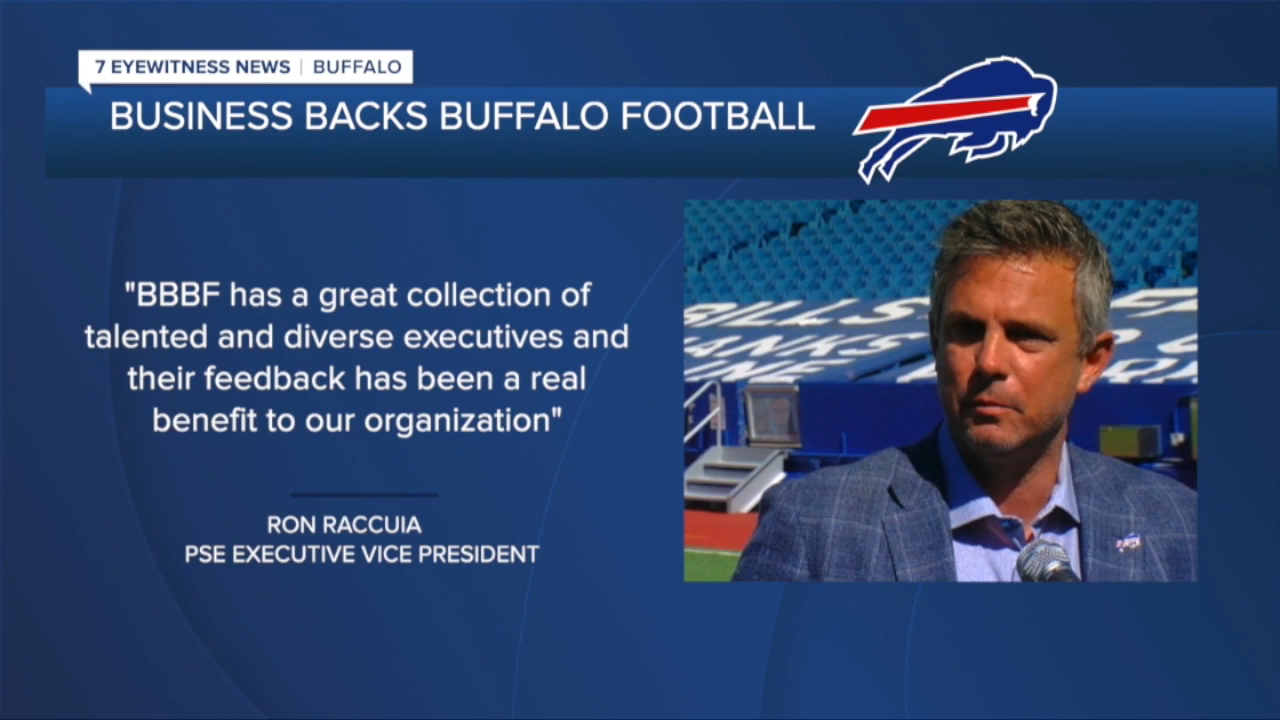 7 EYEWITNESS NEWS | BUFFALO
BUSINESS BACKS BUFFALO FOOTBALL
"BBBF has a great collection of
talented and diverse executives and
their feedback has been a real
benefit to our organization"
RON RACCUIA
PSE EXECUTIVE VICE PRESIDENT
BILLS